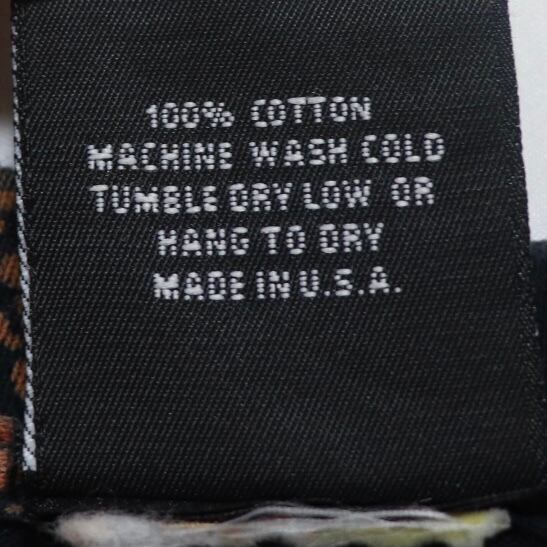 100% COTTON
MACHINE WASH COLD
TUMBLE DRY LOW OR
HANG TO DRY
MADE IN U.S.A.